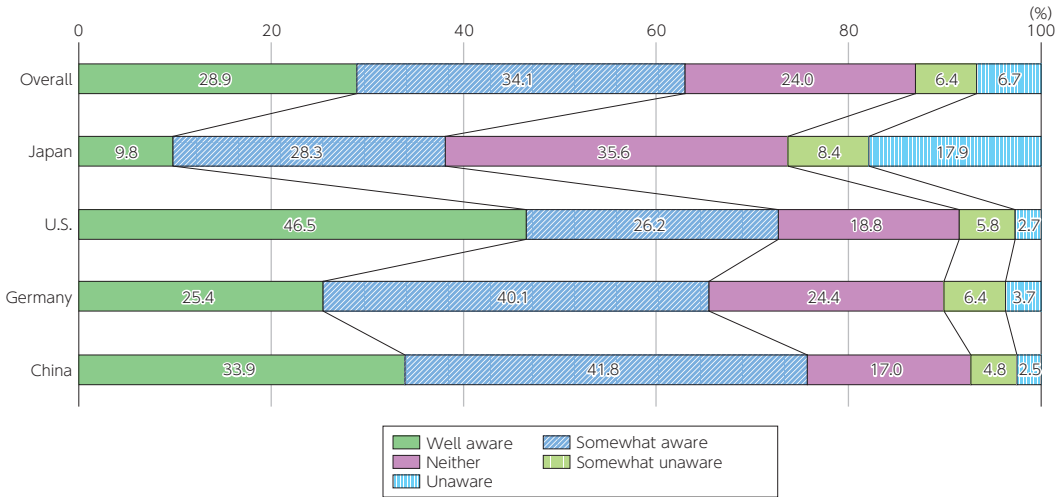 (%)
0 20 40 60 80 100
Overall 28.9 34.1 24.0 6.4 6.7
Japan 9.8 28.3 35.6 8.4 17.9
U.S. 46.5 26.2 18.8 5.8 2.7
Germany 25.4 40.1 24.4 6.4 3.7
China 33.9 41.8 17.0 4.8 2.5
Well aware Somewhat aware
Neither Somewhat unaware
Unaware